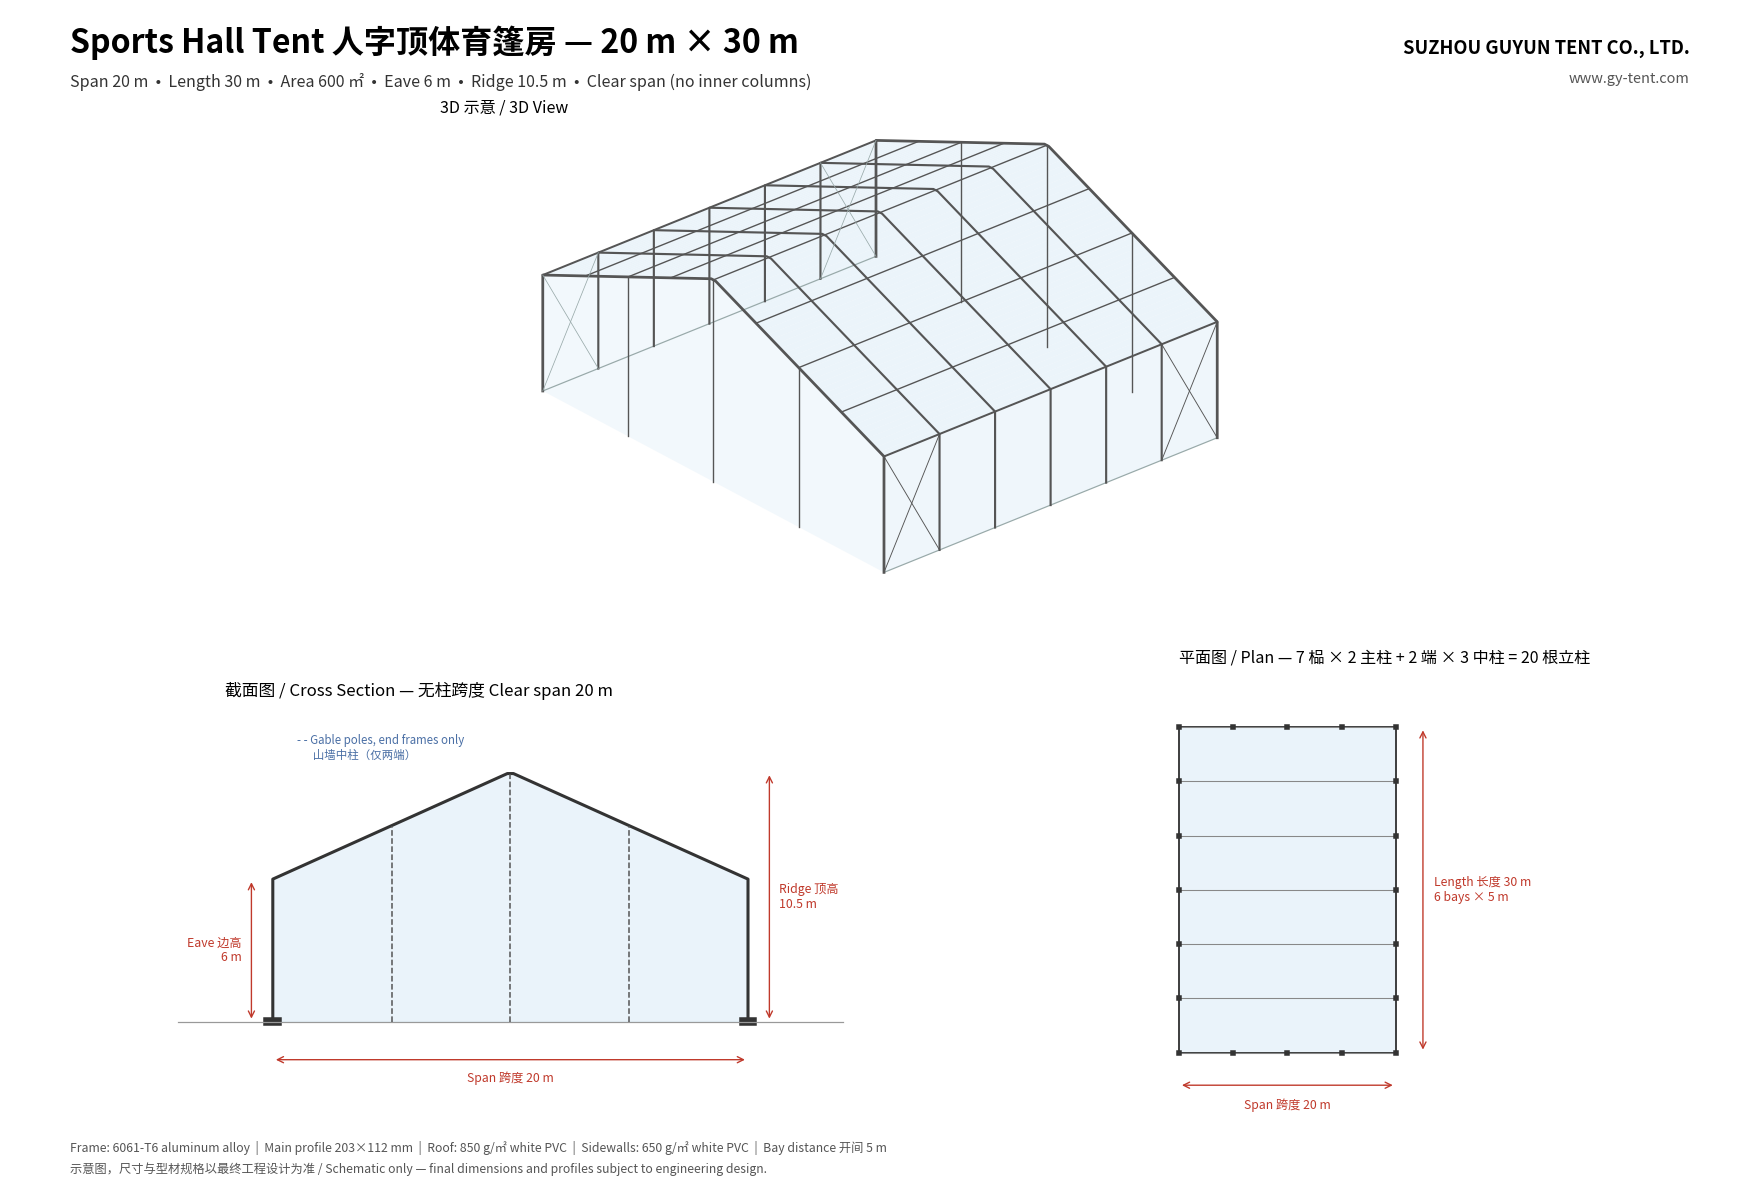 Sports Hall Tent 人字顶体育篷房 — 20 m × 30 m
SUZHOU GUYUN TENT CO., LTD.
Span 20 m • Length 30 m • Area 600 ㎡ • Eave 6 m • Ridge 10.5 m • Clear span (no inner columns)
www.gy-tent.com
3D 示意 / 3D View
平面图 / Plan — 7 榀 × 2 主柱 + 2 端 × 3 中柱 = 20 根立柱
截面图 / Cross Section — 无柱跨度 Clear span 20 m
- - Gable poles, end frames only
山墙中柱（仅两端）
Ridge 顶高
10.5 m
Eave 边高
6 m
Span 跨度 20 m
Length 长度 30 m
6 bays × 5 m
Span 跨度 20 m
Frame: 6061-T6 aluminum alloy | Main profile 203×112 mm | Roof: 850 g/㎡ white PVC | Sidewalls: 650 g/㎡ white PVC | Bay distance 开间 5 m
示意图，尺寸与型材规格以最终工程设计为准 / Schematic only — final dimensions and profiles subject to engineering design.